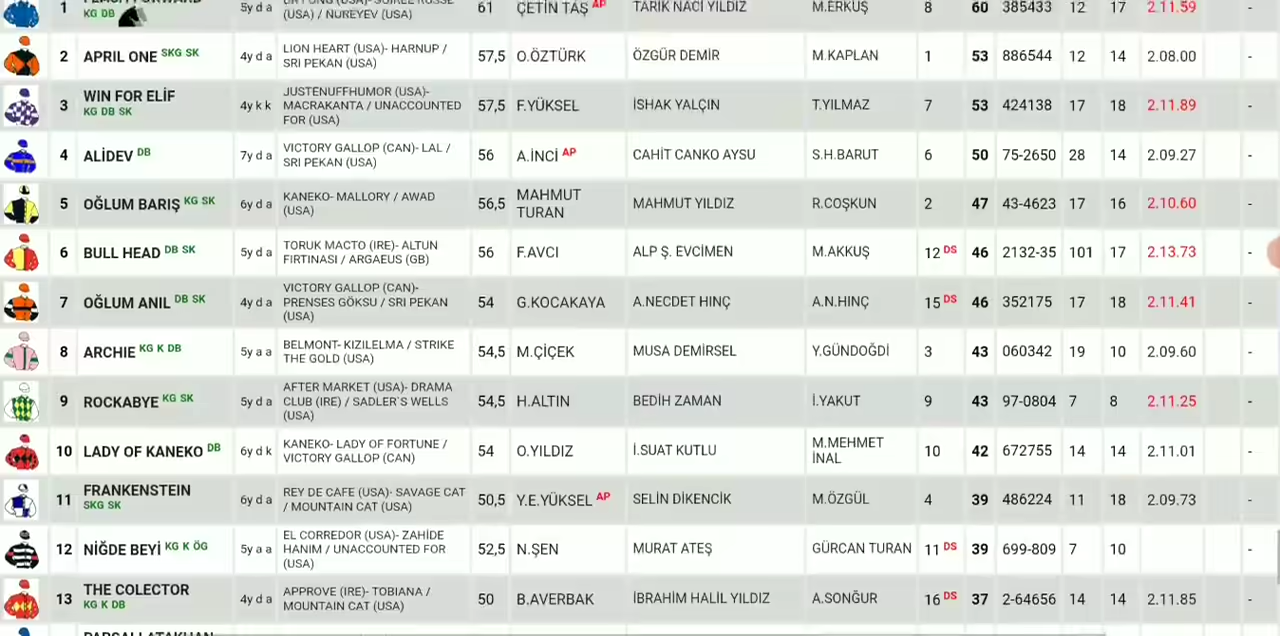 1 KG DB 5y d a (USA) / NUREYEV (USA) 61 ÇETİN TAŞ AP TARIK NACİ YILDIZ M.ERKUŞ 8 60 385433 12 17 2.11.59 -
2 APRIL ONE SKG SK 4y d a LION HEART (USA)- HARNUP / 57,5 O.ÖZTÜRK ÖZGÜR DEMİR M.KAPLAN 1 53 886544 12 14 2.08.00 -
SRI PEKAN (USA)
3 WIN FOR ELİF 4y k k JUSTENUFFHUMOR (USA)- 57,5 F.YÜKSEL İSHAK YALÇIN T.YILMAZ 7 53 424138 17 18 2.11.89 -
KG DB SK MACRAKANTA / UNACCOUNTED
FOR (USA)
4 ALİDEV DB 7y d a VICTORY GALLOP (CAN)- LAL / 56 A.İNCİ AP CAHİT CANKO AYSU S.H.BARUT 6 50 75-2650 28 14 2.09.27 -
SRI PEKAN (USA)
5 OĞLUM BARIŞ KG SK 6y d a KANEKO- MALLORY / AWAD 56,5 MAHMUT MAHMUT YILDIZ R.COŞKUN 2 47 43-4623 17 16 2.10.60 -
(USA) TURAN
6 BULL HEAD DB SK 5y d a TORUK MACTO (IRE)- ALTUN 56 F.AVCI ALP Ş. EVCİMEN M.AKKUŞ 12 DS 46 2132-35 101 17 2.13.73 -
FIRTINASI / ARGAEUS (GB)
7 OĞLUM ANIL DB SK 4y d a VICTORY GALLOP (CAN)- 54 G.KOCAKAYA A.NECDET HINÇ A.N.HINÇ 15 DS 46 352175 17 18 2.11.41 -
PRENSES GÖKSU / SRI PEKAN
(USA)
8 ARCHIE KG K DB 5y a a BELMONT- KIZILELMA / STRIKE 54,5 M.ÇİÇEK MUSA DEMİRSEL Y.GÜNDOĞDİ 3 43 060342 19 10 2.09.60 -
THE GOLD (USA)
9 ROCKABYE KG SK 5y d a AFTER MARKET (USA)- DRAMA 54,5 H.ALTIN BEDİH ZAMAN İ.YAKUT 9 43 97-0804 7 8 2.11.25 -
CLUB (IRE) / SADLER`S WELLS
(USA)
10 LADY OF KANEKO DB 6y d k KANEKO- LADY OF FORTUNE / 54 O.YILDIZ İ.SUAT KUTLU M.MEHMET 10 42 672755 14 14 2.11.01 -
VICTORY GALLOP (CAN) İNAL
11 FRANKENSTEIN 6y d a REY DE CAFE (USA)- SAVAGE CAT 50,5 Y.E.YÜKSEL AP SELİN DİKENCİK M.ÖZGÜL 4 39 486224 11 18 2.09.73 -
SKG SK / MOUNTAIN CAT (USA)
12 NİĞDE BEYİ KG K ÖG 5y a a EL CORREDOR (USA)- ZAHİDE 52,5 N.ŞEN MURAT ATEŞ GÜRCAN TURAN 11 DS 39 699-809 7 10 -
HANIM / UNACCOUNTED FOR
(USA)
13 THE COLECTOR 4y d a APPROVE (IRE)- TOBIANA / 50 B.AVERBAK İBRAHİM HALİL YILDIZ A.SONĞUR 16 DS 37 2-64656 14 14 2.11.85 -
KG K DB MOUNTAIN CAT (USA)